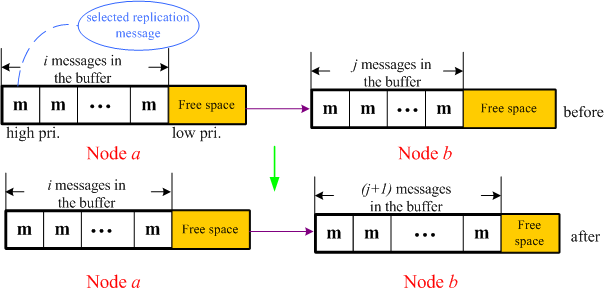 selected replication
message
i messages in
the buffer
j messages in
the buffer
m m ••• m Free space
m m ••• m Free space
before
high pri. low pri.
Node a
Node b
i messages in
the buffer
(j+1) messages
in the buffer
m m ••• m Free space
m m ••• m Free
space
after
Node a
Node b